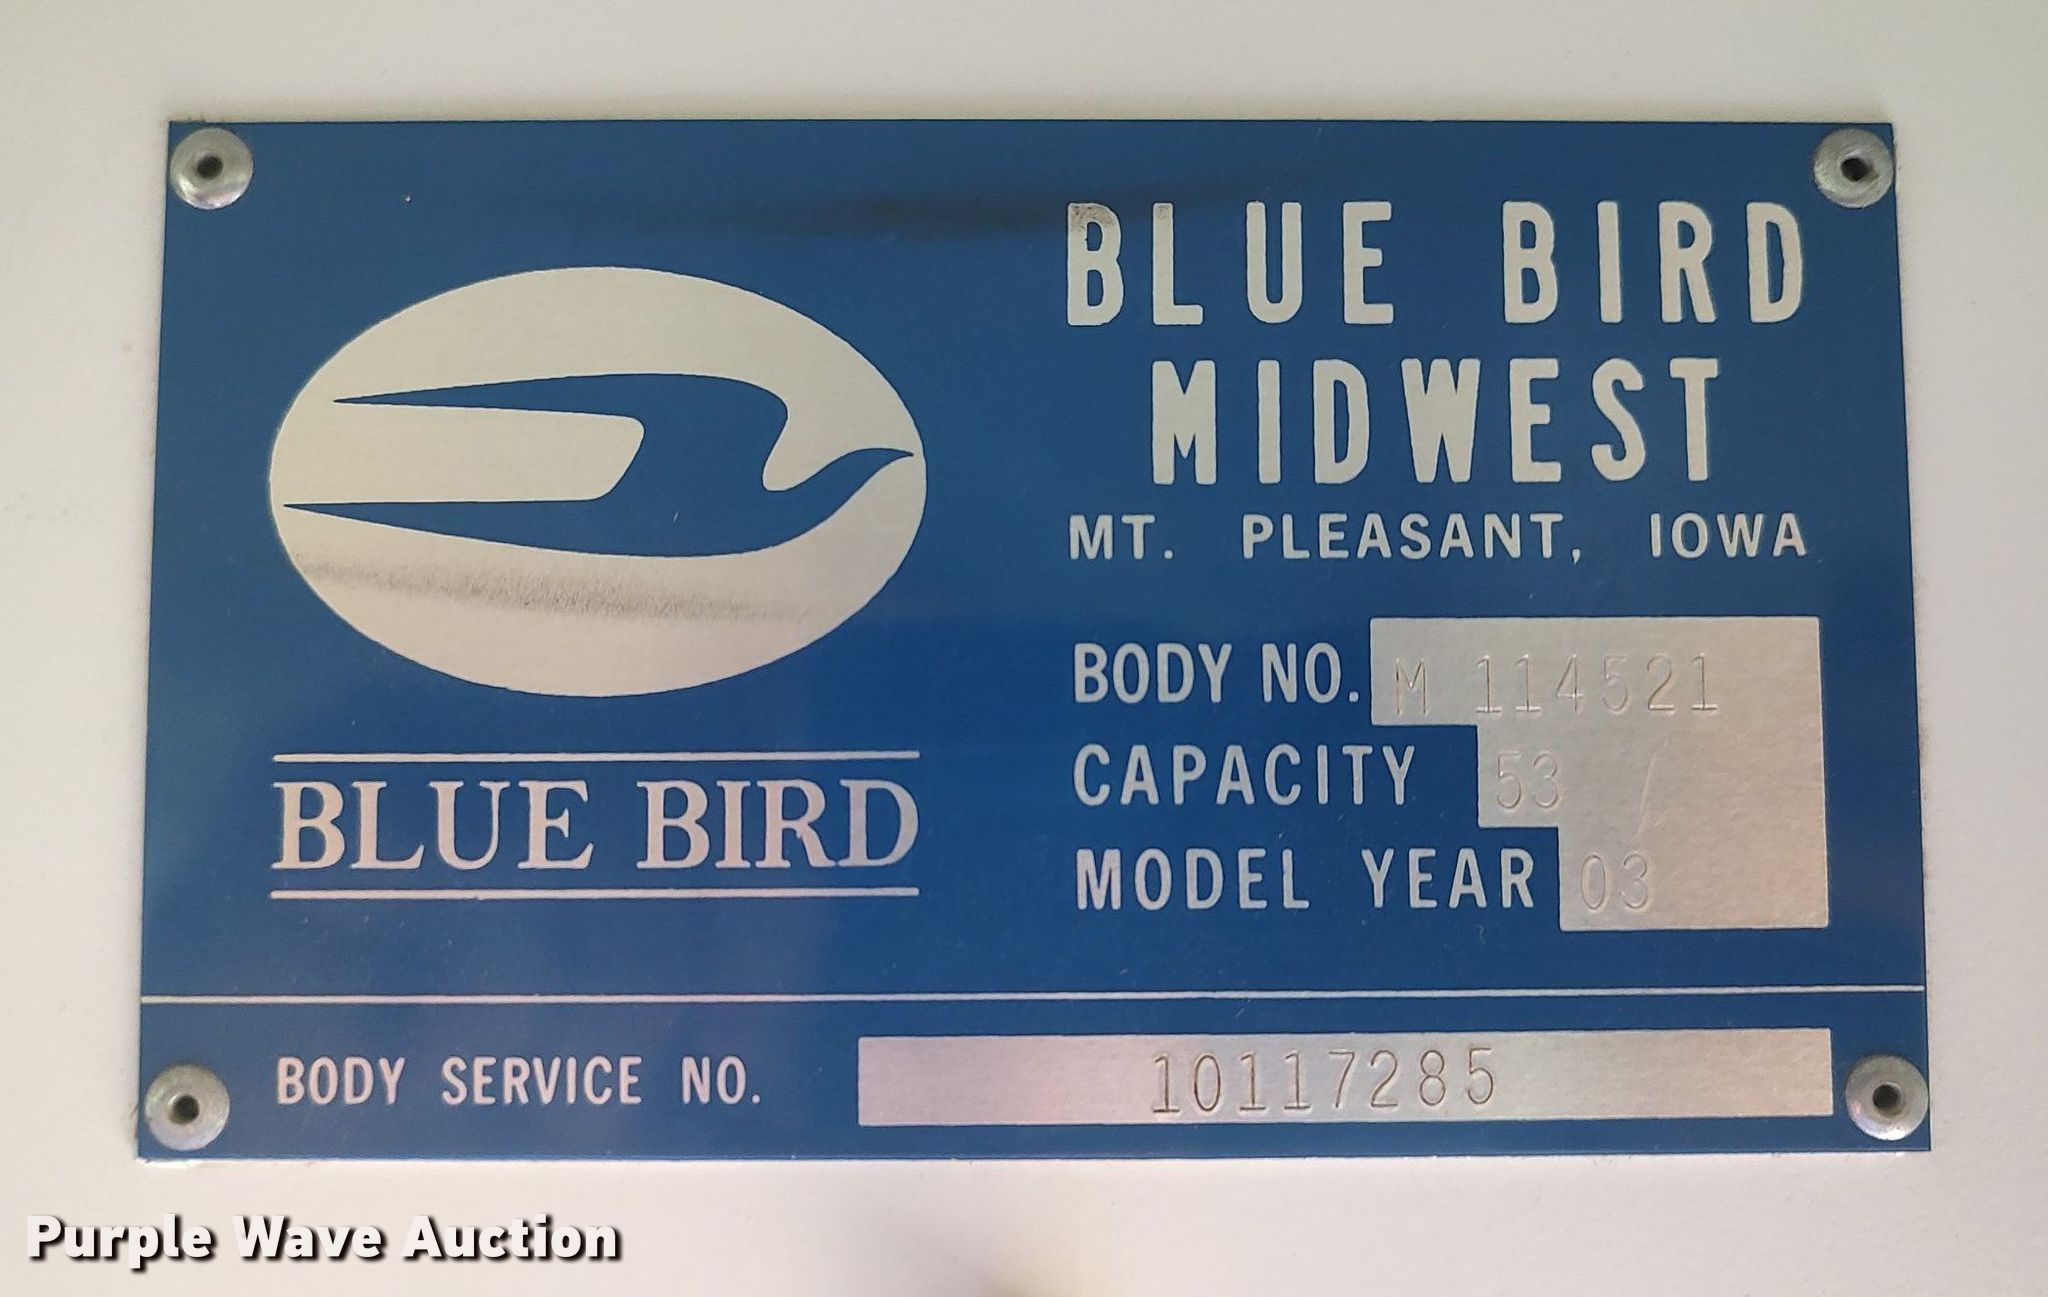 BLUE BIRD
MIDWEST
MT. PLEASANT, IOWA
BODY NO. M 114521
CAPACITY 53
MODEL YEAR 03
BLUE BIRD
BODY SERVICE NO. 10117285
Purple Wave Auction